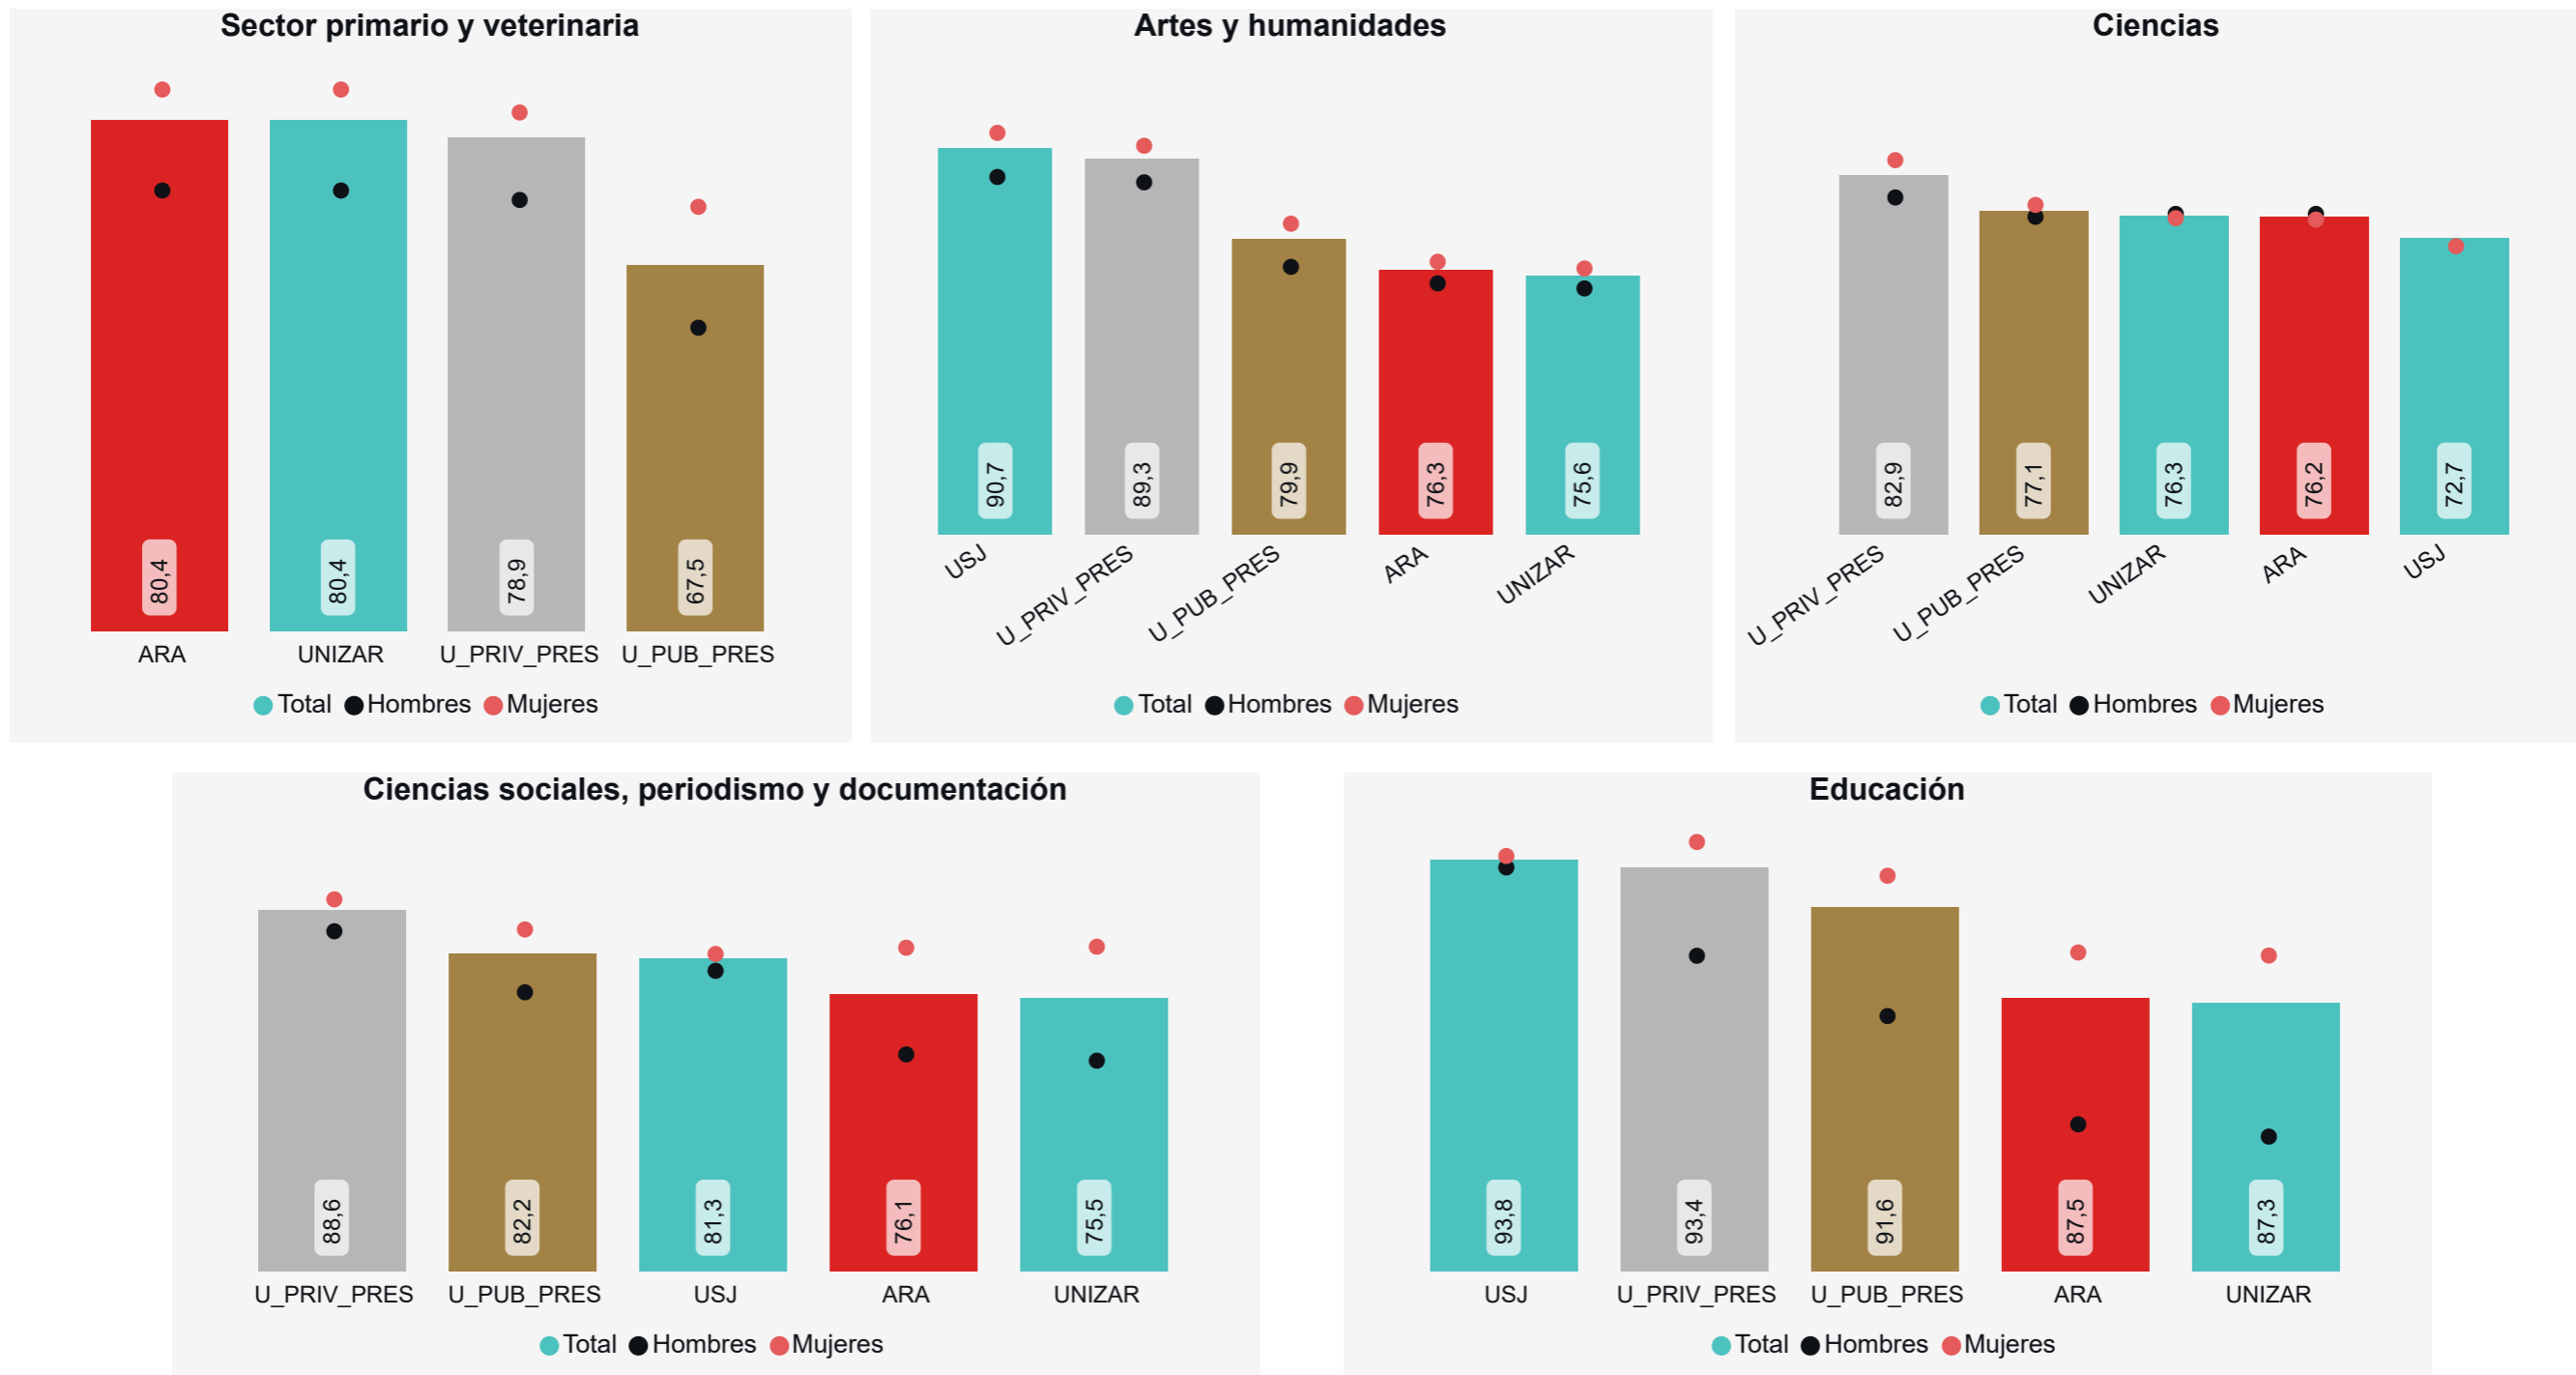 Sector primario y veterinaria
80,4
80,4
78,9
67,5
ARA
UNIZAR
U_PRIV_PRES
U_PUB_PRES
Total Hombres Mujeres
Artes y humanidades
90,7
89,3
79,9
76,3
75,6
USJ
U_PRIV_PRES
U_PUB_PRES
ARA
UNIZAR
Total Hombres Mujeres
Ciencias
82,9
77,1
76,3
76,2
72,7
U_PRIV_PRES
U_PUB_PRES
UNIZAR
ARA
USJ
Total Hombres Mujeres
Ciencias sociales, periodismo y documentación
88,6
82,2
81,3
76,1
75,5
U_PRIV_PRES
U_PUB_PRES
USJ
ARA
UNIZAR
Total Hombres Mujeres
Educación
93,8
93,4
91,6
87,5
87,3
USJ
U_PRIV_PRES
U_PUB_PRES
ARA
UNIZAR
Total Hombres Mujeres